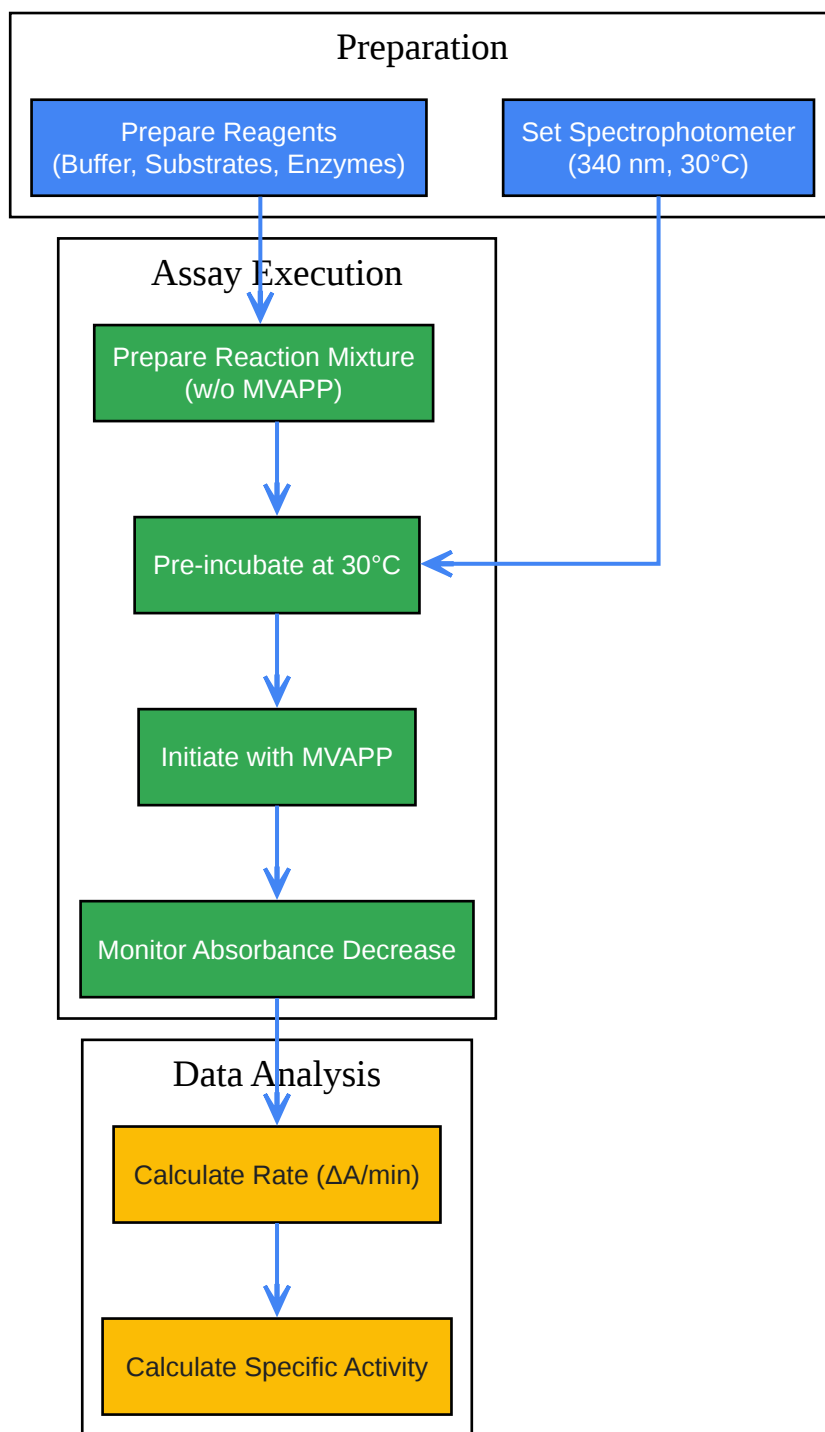 Preparation
Prepare Reagents
(Buffer, Substrates, Enzymes)
Set Spectrophotometer
(340 nm, 30°C)
Assay Execution
Prepare Reaction Mixture
(w/o MVAPP)
Pre-incubate at 30°C
Initiate with MVAPP
Monitor Absorbance Decrease
Data Analysis
Calculate Rate (ΔA/min)
Calculate Specific Activity